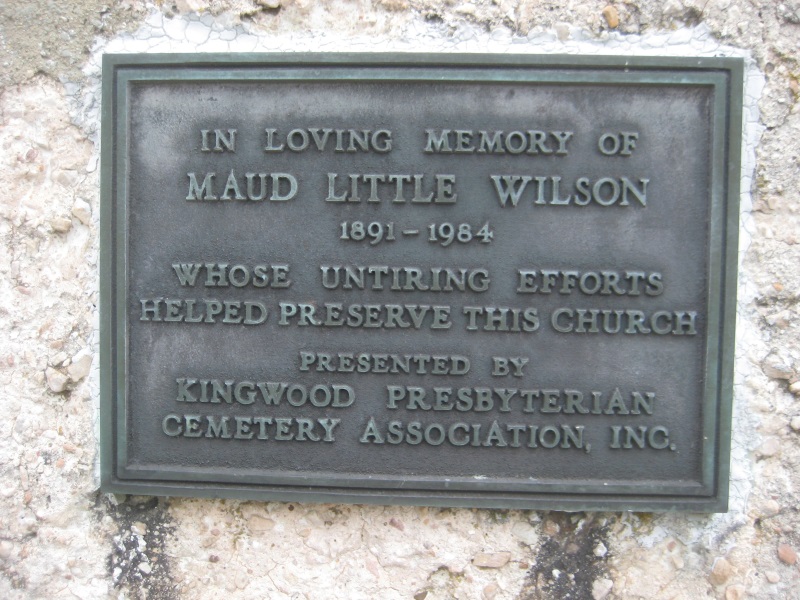 IN LOVING MEMORY OF
MAUD LITTLE WILSON
1891-1984
WHOSE UNTIRING EFFORTS
HELPED PRESERVE THIS CHURCH
PRESENTED BY
KINGWOOD PRESBYTERIAN
CEMETERY ASSOCIATION, INC.